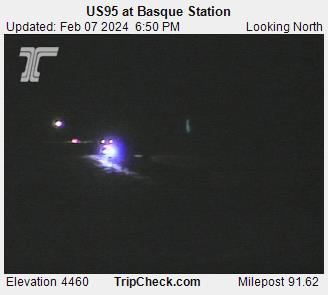 US95 at Basque Station
Updated: Feb 07 2024 6:50 PM Looking North
Elevation 4460 TripCheck.com Milepost 91.62